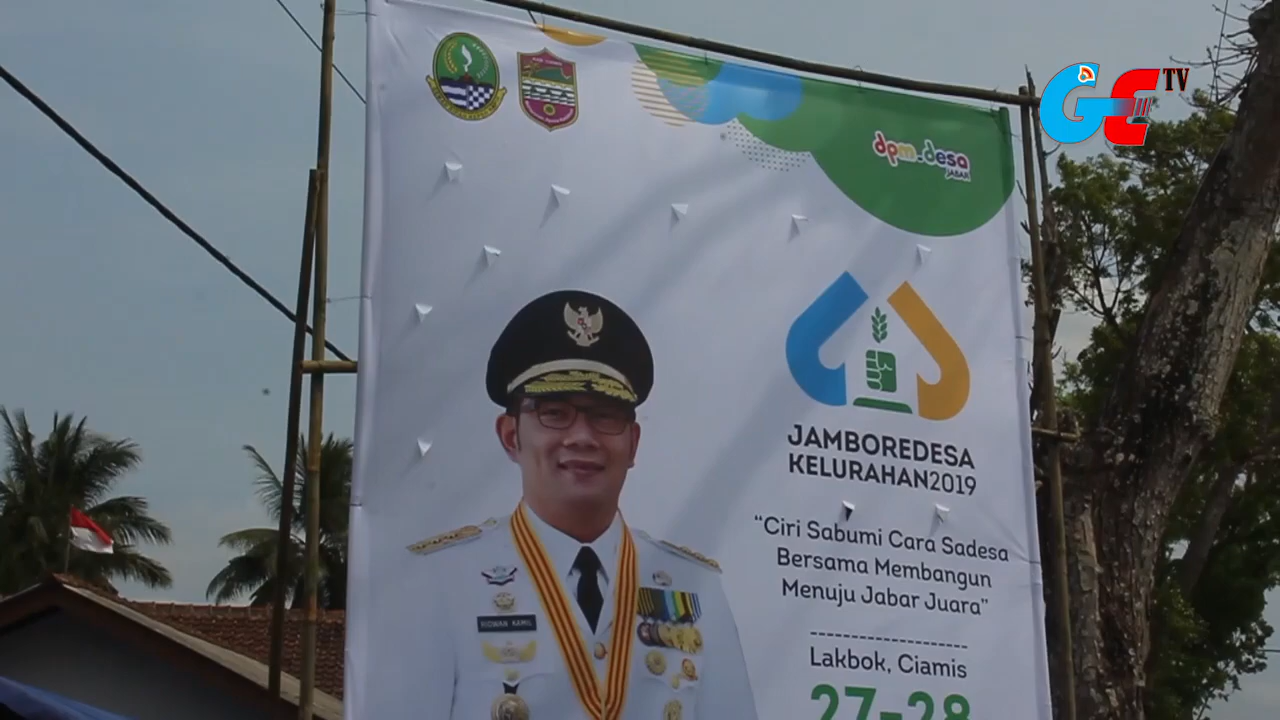 GE TV
dpm.desa
JABAR
JAMBOREDESA
KELURAHAN2019
“Ciri Sabumi Cara Sadesa
Bersama Membangun
Menuju Jabar Juara”
Lakbok, Ciamis
27-28
RIDWAN KAMIL